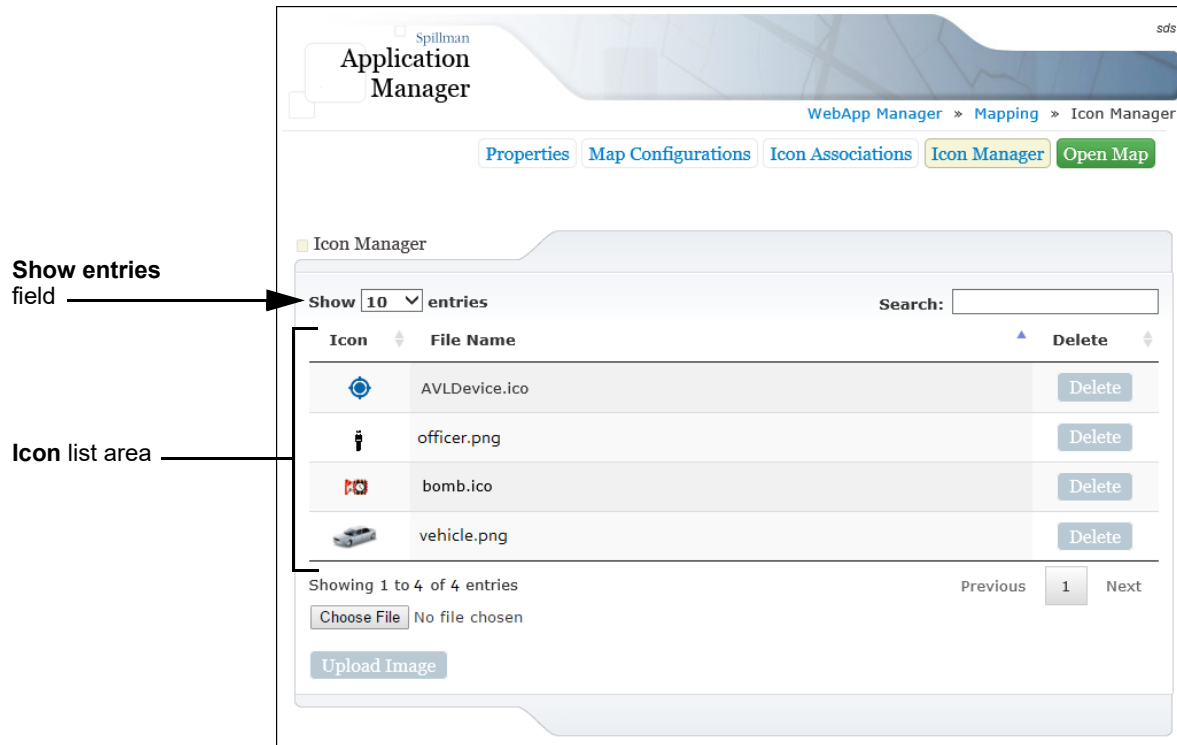 Spillman
sds
Application
Manager
WebApp Manager » Mapping » Icon Manager
Properties Map Configurations Icon Associations Icon Manager Open Map
Icon Manager
Show entries
field
Show 10 entries Search:
Icon File Name Delete
AVLDevice.ico Delete
officer.png Delete
Icon list area
bomb.ico Delete
vehicle.png Delete
Showing 1 to 4 of 4 entries Previous 1 Next
Choose File No file chosen
Upload Image